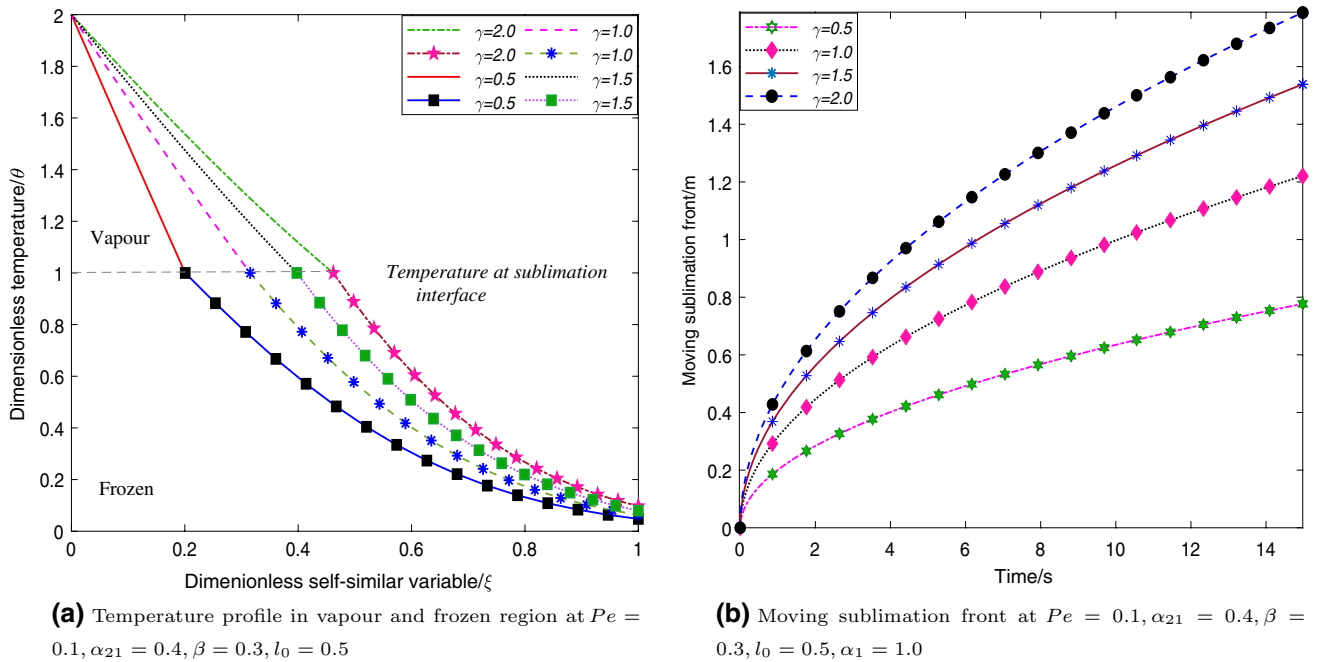 2
1.8
1.6
1.4
1.2
1
0.8
0.6
0.4
0.2
0
Dimensionless temperature/θ
γ=2.0 γ=1.0
γ=2.0 γ=1.0
γ=0.5 γ=1.5
γ=0.5 γ=1.5
Vapour
Temperature at sublimation
interface
Frozen
0 0.2 0.4 0.6 0.8 1
Dimenionless self-similar variable/ξ
(a) Temperature profile in vapour and frozen region at Pe =
0.1, α21 = 0.4, β = 0.3, l0 = 0.5
1.6
1.4
1.2
1
0.8
0.6
0.4
0.2
0
Moving sublimation front/m
γ=0.5
γ=1.0
γ=1.5
γ=2.0
0 2 4 6 8 10 12 14
Time/s
(b) Moving sublimation front at Pe = 0.1, α21 = 0.4, β =
0.3, l0 = 0.5, α1 = 1.0